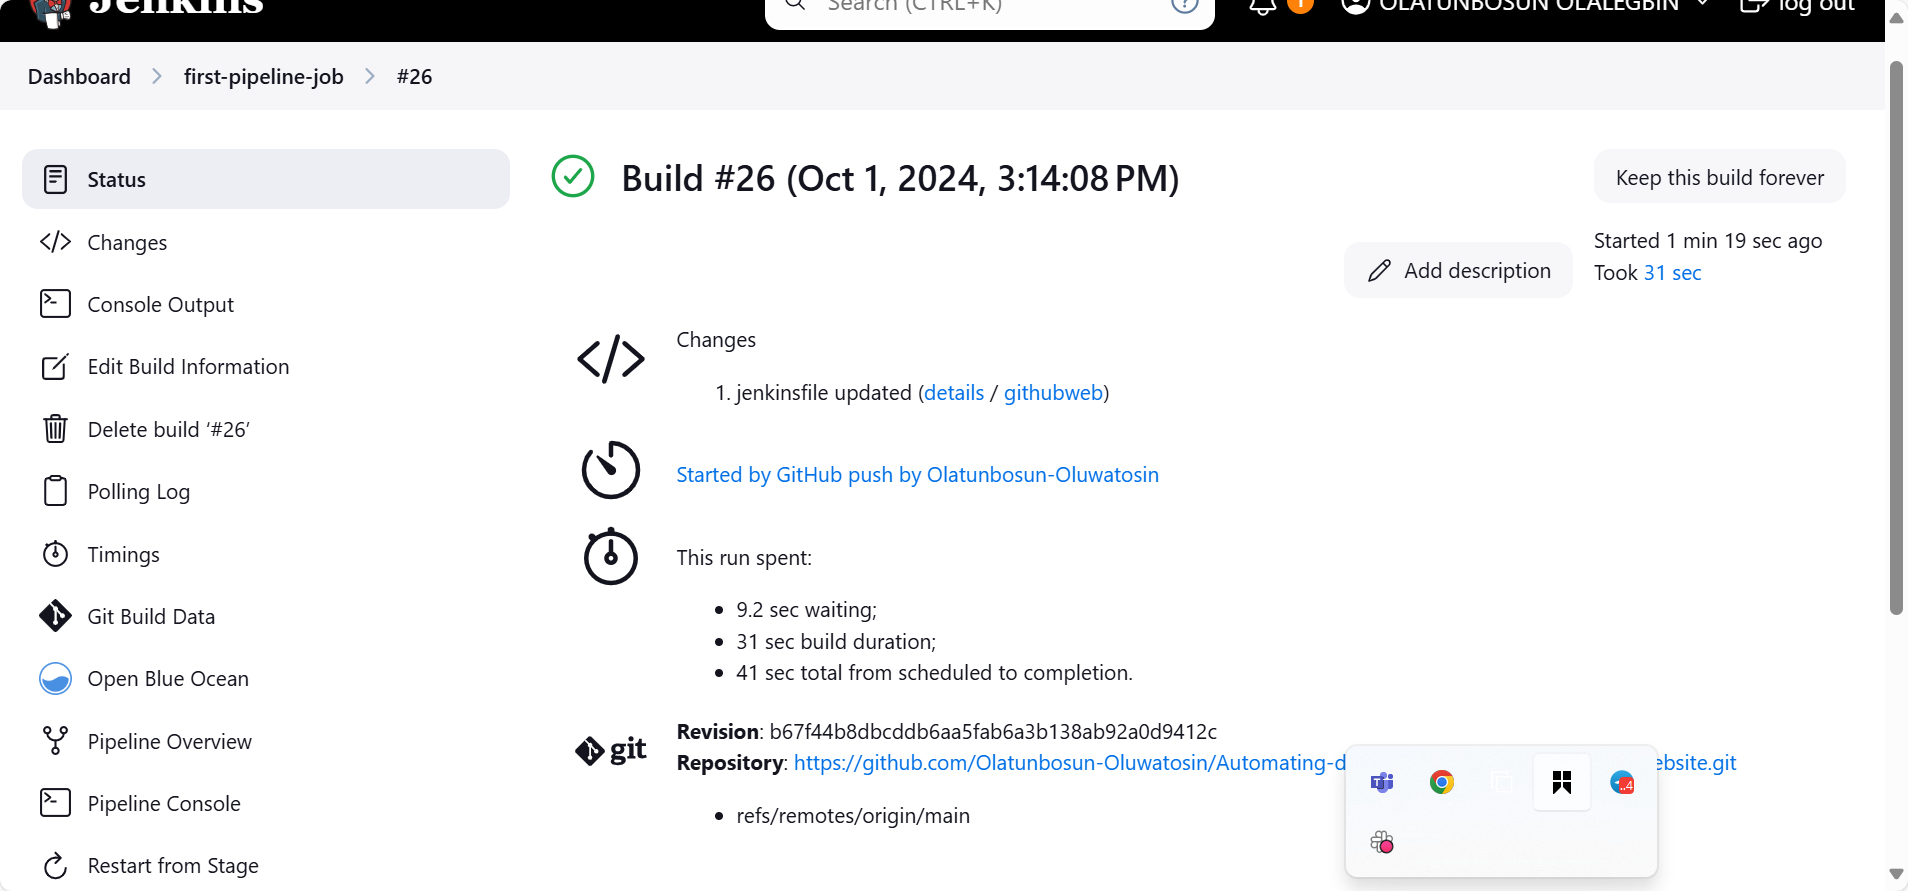 Jenkins
Search (CTRL+K)
?
1
OLATUNBOSUN OLALEGBIN
log out
Dashboard > first-pipeline-job > #26
Status
Changes
Console Output
Edit Build Information
Delete build ‘#26’
Polling Log
Timings
Git Build Data
Open Blue Ocean
Pipeline Overview
Pipeline Console
Restart from Stage
Build #26 (Oct 1, 2024, 3:14:08 PM)
Keep this build forever
Add description
Started 1 min 19 sec ago
Took 31 sec
Changes
1. jenkinsfile updated (details / githubweb)
Started by GitHub push by Olatunbosun-Oluwatosin
This run spent:
• 9.2 sec waiting;
• 31 sec build duration;
• 41 sec total from scheduled to completion.
git
Revision: b67f44b8dbcddb6aa5fab6a3b138ab92a0d9412c
Repository: https://github.com/Olatunbosun-Oluwatosin/Automating-d ebsite.git
• refs/remotes/origin/main
..4